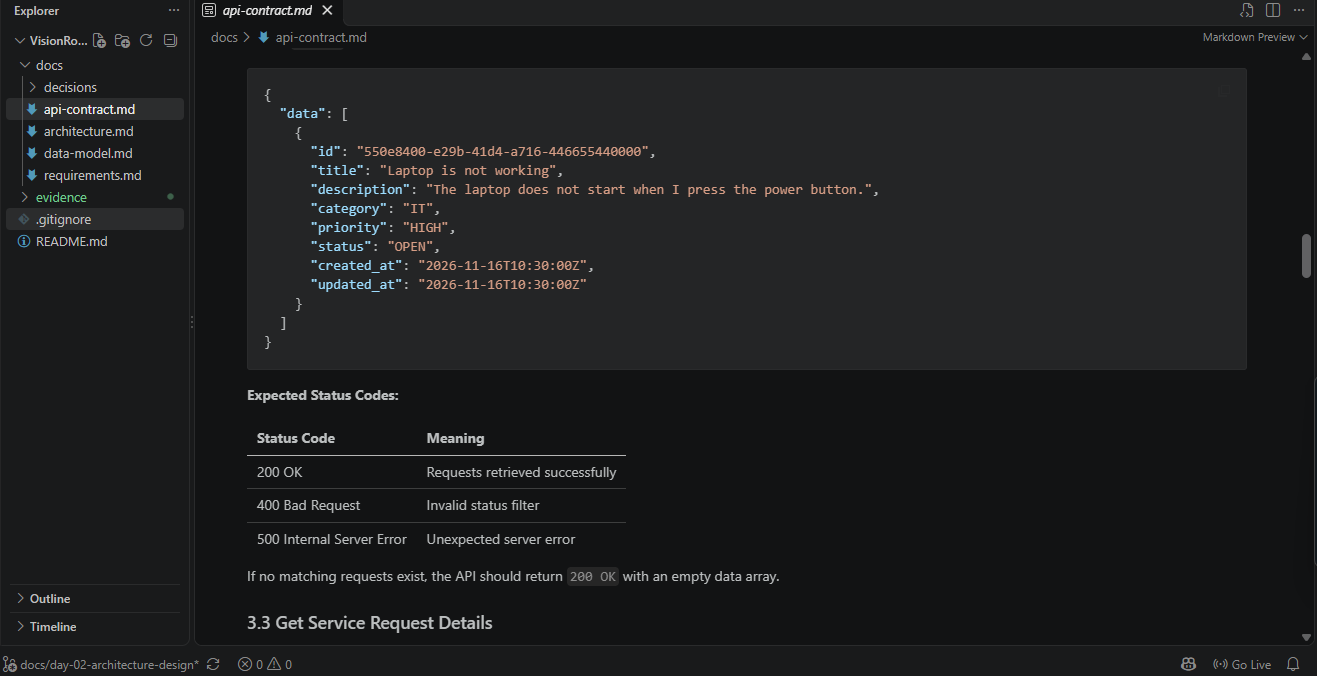 Explorer
VisionRo...
docs
decisions
api-contract.md
architecture.md
data-model.md
requirements.md
evidence
.gitignore
README.md
Outline
Timeline
api-contract.md
docs > api-contract.md
Markdown Preview
{
  "data": [
    {
      "id": "550e8400-e29b-41d4-a716-446655440000",
      "title": "Laptop is not working",
      "description": "The laptop does not start when I press the power button.",
      "category": "IT",
      "priority": "HIGH",
      "status": "OPEN",
      "created_at": "2026-11-16T10:30:00Z",
      "updated_at": "2026-11-16T10:30:00Z"
    }
  ]
}
Expected Status Codes:
Status Code Meaning
200 OK Requests retrieved successfully
400 Bad Request Invalid status filter
500 Internal Server Error Unexpected server error
If no matching requests exist, the API should return 200 OK with an empty data array.
3.3 Get Service Request Details
docs/day-02-architecture-design* 0 0 Go Live